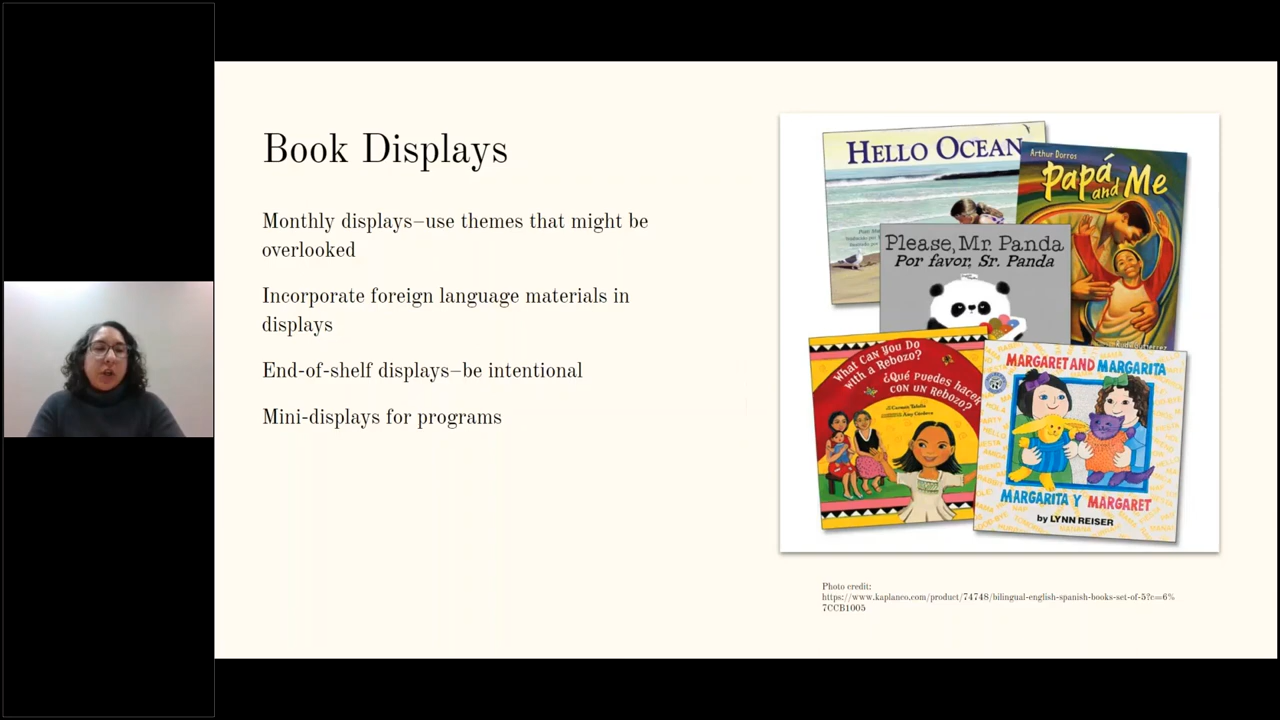 Book Displays
Monthly displays–use themes that might be
overlooked
Incorporate foreign language materials in
displays
End-of-shelf displays–be intentional
Mini-displays for programs
HELLO OCEAN
Arthur Dorros
Papá
and Me
Please, Mr. Panda
Por favor, Sr. Panda
What Can You Do
with a Rebozo?
¿Qué Puedes hacer
con un Rebozo?
MARGARET AND MARGARITA
MARGARITA Y MARGARET
by LYNN REISER
Photo credit:
https://www.kaplanco.com/product/74748/bilingual-english-spanish-books-set-of-5?c=6%
7CCB1005